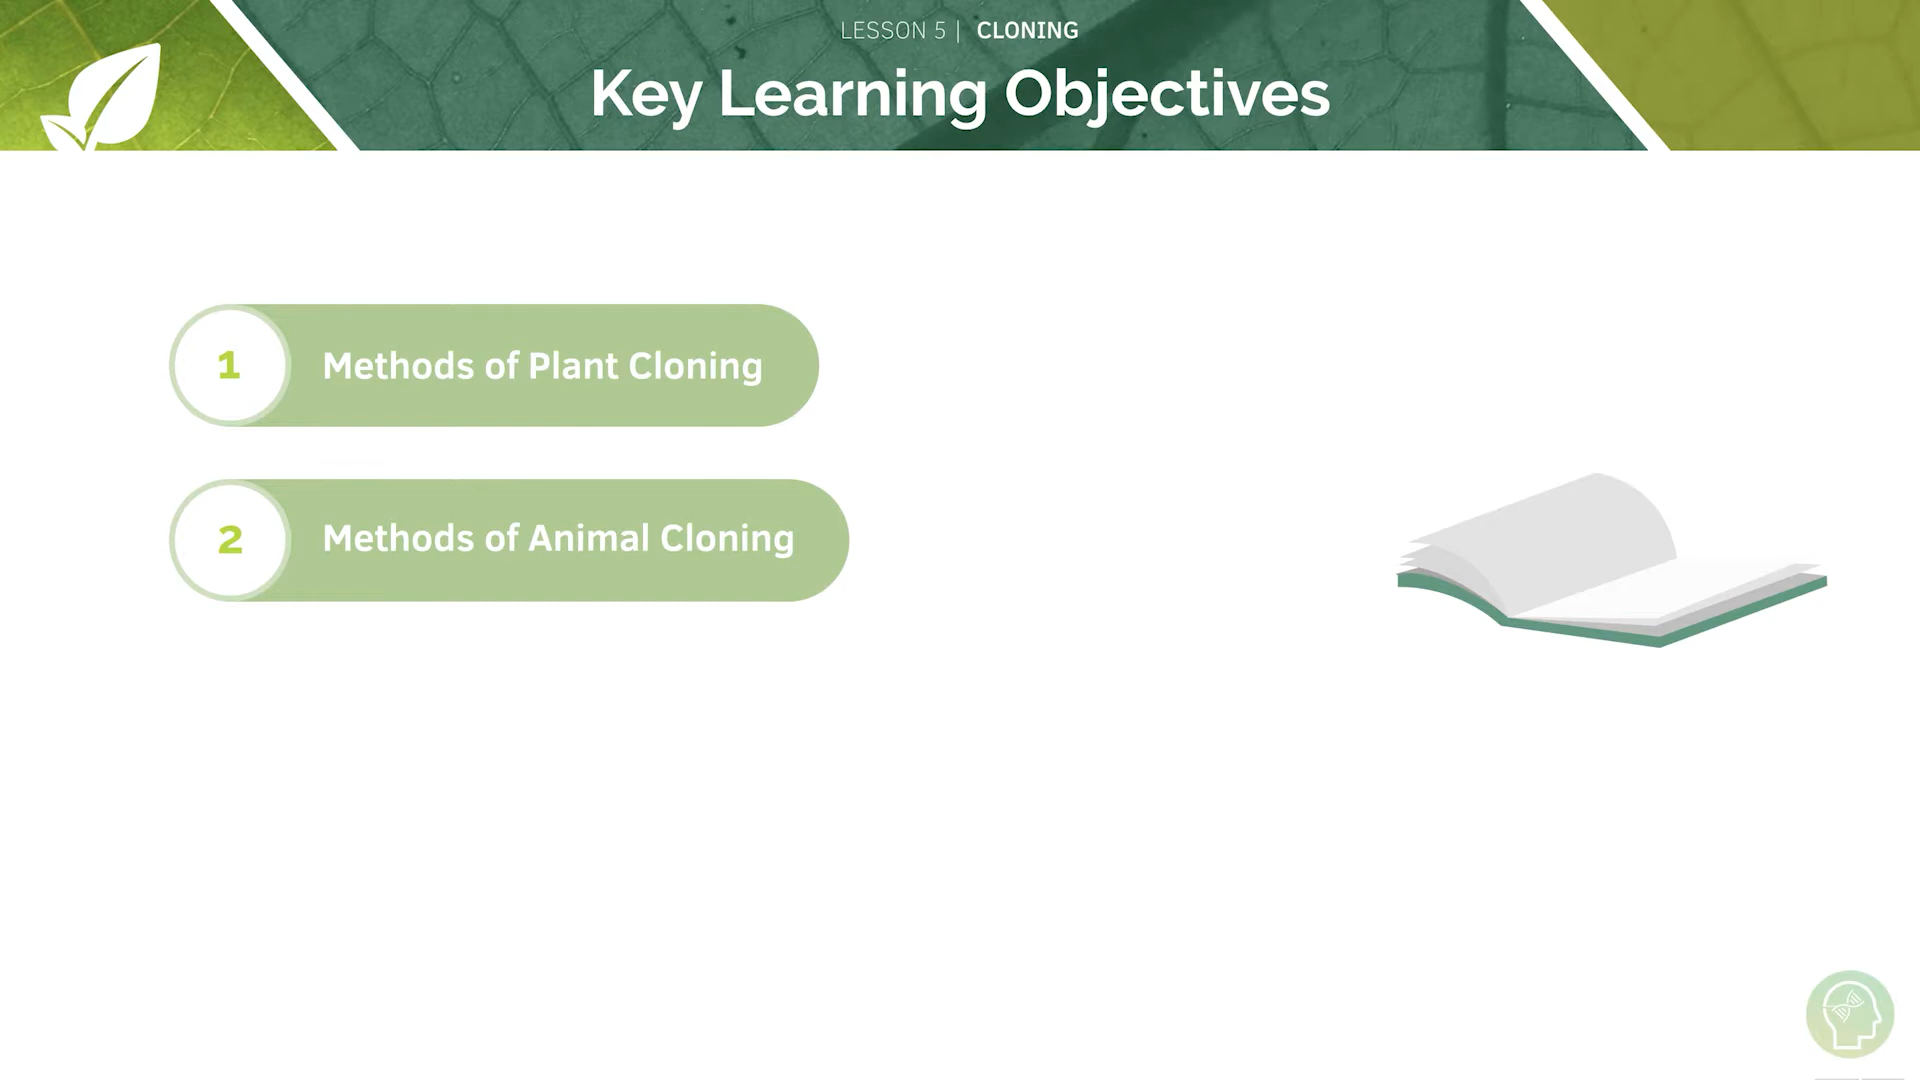 LESSON 5 | CLONING
Key Learning Objectives
1 Methods of Plant Cloning
2 Methods of Animal Cloning